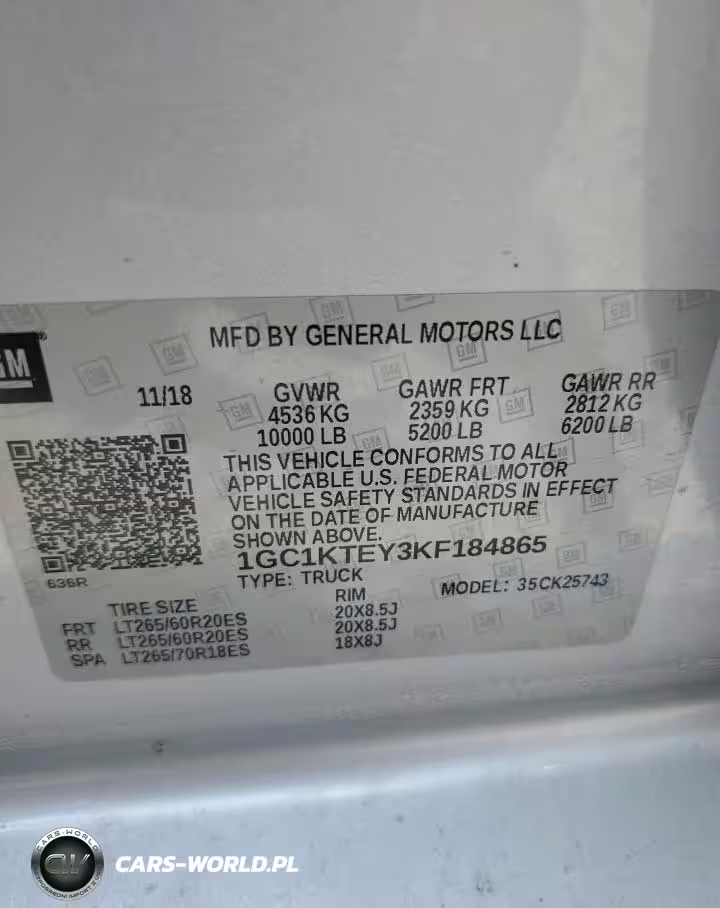 GM
MFD BY GENERAL MOTORS LLC
11/18
GVWR GAWR FRT GAWR RR
4536 KG 2359 KG 2812 KG
10000 LB 5200 LB 6200 LB
THIS VEHICLE CONFORMS TO ALL
APPLICABLE U.S. FEDERAL MOTOR
VEHICLE SAFETY STANDARDS IN EFFECT
ON THE DATE OF MANUFACTURE
SHOWN ABOVE.
1GC1KTEY3KF184865
636R
TYPE: TRUCK MODEL: 35CK25743
TIRE SIZE RIM
FRT LT265/60R20ES 20X8.5J
RR LT265/60R20ES 20X8.5J
SPA LT265/70R18ES 18X8J
CARS-WORLD
CW
CARS-WORLD.PL